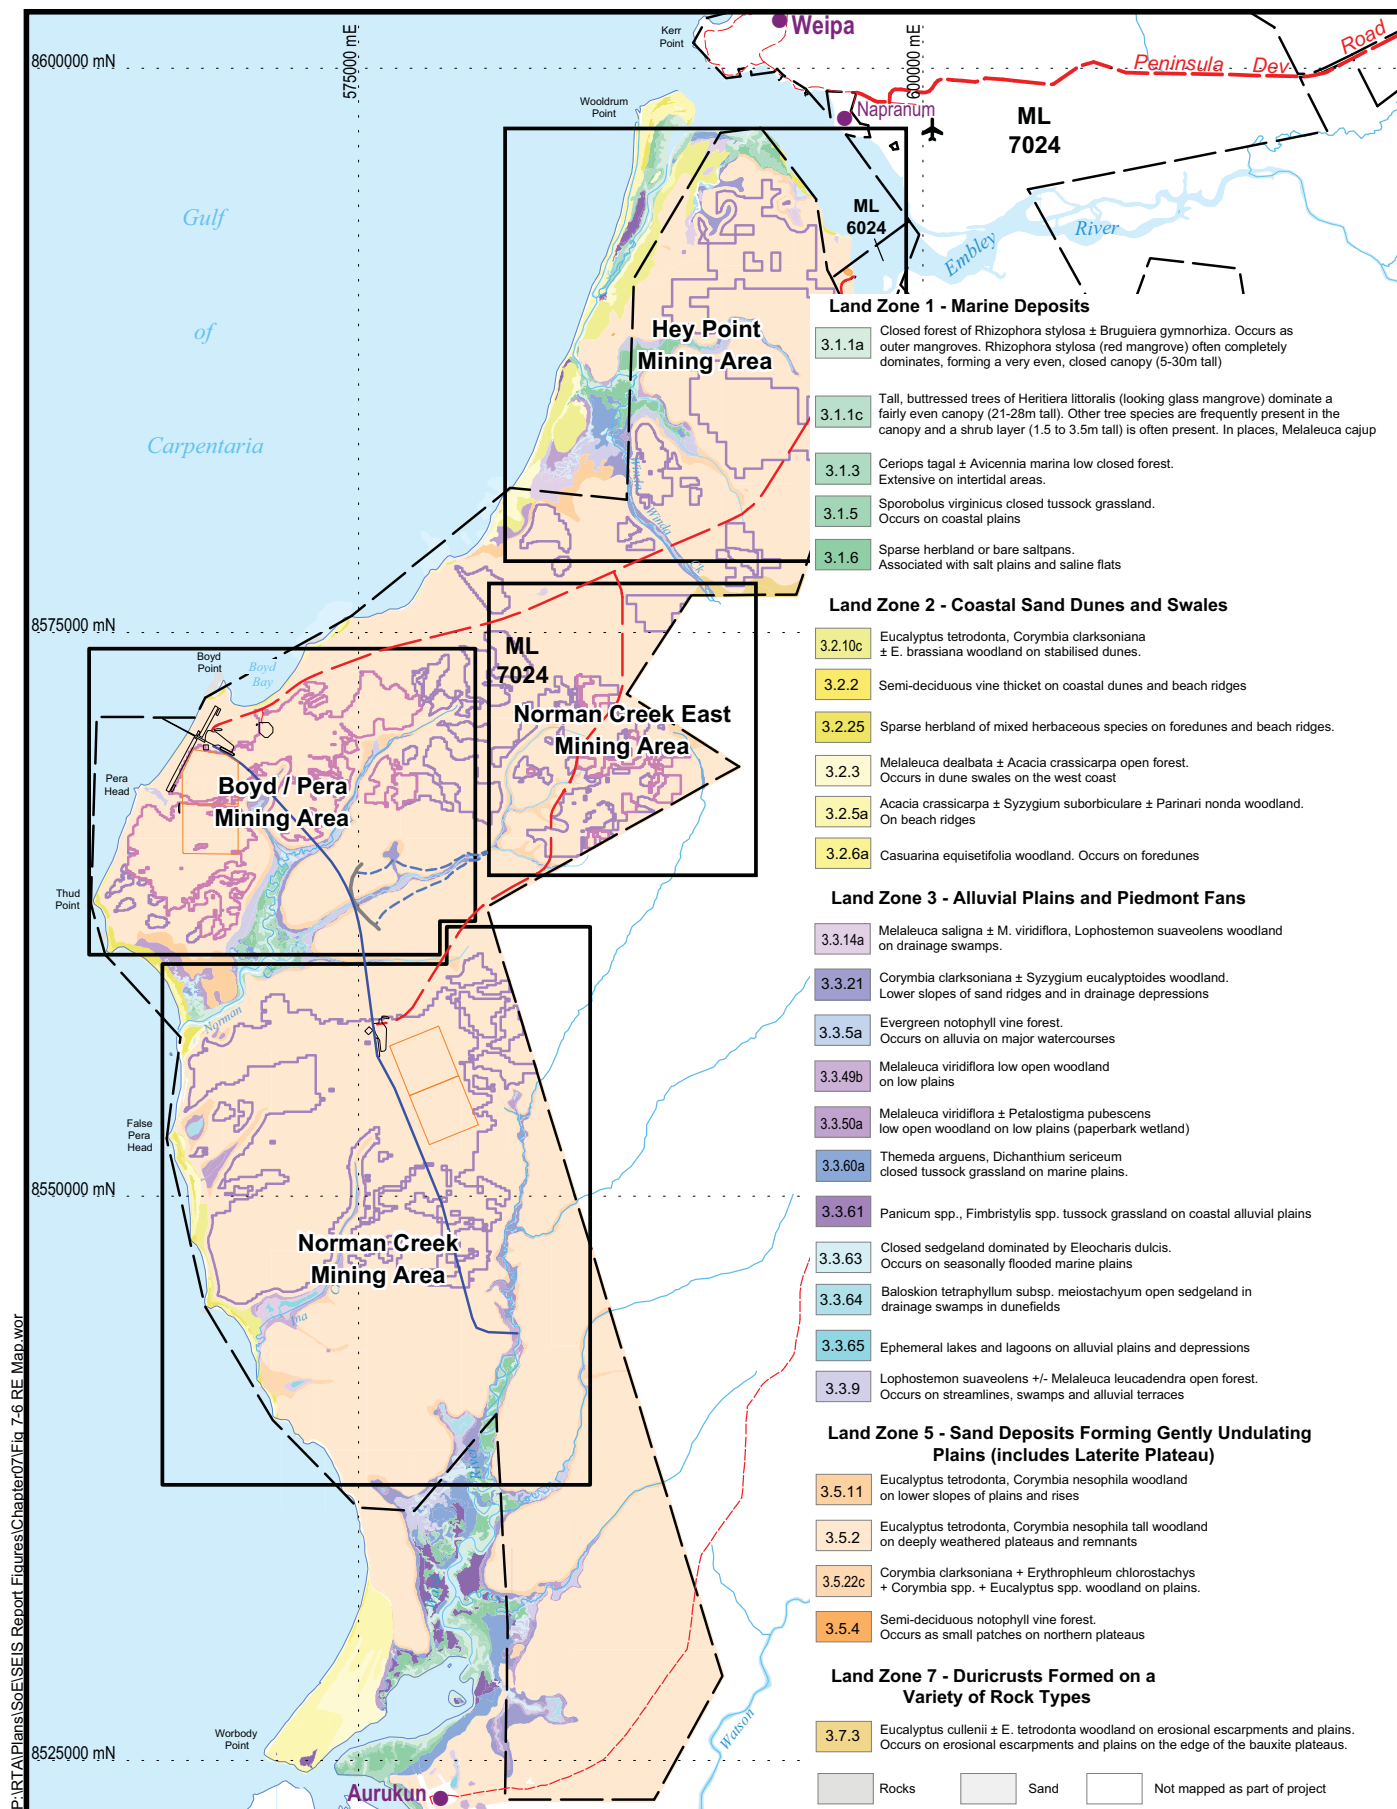 Weipa
Kerr
Point
575000 mE
600000 mE
Peninsula Dev Road
8600000 mN
Wooldrum
Point
Napranum
ML
7024
Gulf
of
Carpentaria
ML
6024
Embley
River
Hey Point
Mining Area
Winda
Winda
Ck
8575000 mN
Boyd
Point
Boyd
Bay
ML
7024
Norman Creek East
Mining Area
Pera
Head
Boyd / Pera
Mining Area
Thud
Point
Norman
False
Pera
Head
8550000 mN
Norman Creek
Mining Area
Ina
Worbody
Point
Watson
8525000 mN
Aurukun
P:\RTA\Plans\SoE\SEIS Report Figures\Chapter07\Fig 7-6 RE Map.wor
Land Zone 1 - Marine Deposits
3.1.1a
Closed forest of Rhizophora stylosa ± Bruguiera gymnorhiza. Occurs as
outer mangroves. Rhizophora stylosa (red mangrove) often completely
dominates, forming a very even, closed canopy (5-30m tall)
3.1.1c
Tall, buttressed trees of Heritiera littoralis (looking glass mangrove) dominate a
fairly even canopy (21-28m tall). Other tree species are frequently present in the
canopy and a shrub layer (1.5 to 3.5m tall) is often present. In places, Melaleuca cajup
3.1.3
Ceriops tagal ± Avicennia marina low closed forest.
Extensive on intertidal areas.
3.1.5
Sporobolus virginicus closed tussock grassland.
Occurs on coastal plains
3.1.6
Sparse herbland or bare saltpans.
Associated with salt plains and saline flats
Land Zone 2 - Coastal Sand Dunes and Swales
3.2.10c
Eucalyptus tetrodonta, Corymbia clarksoniana
± E. brassiana woodland on stabilised dunes.
3.2.2
Semi-deciduous vine thicket on coastal dunes and beach ridges
3.2.25
Sparse herbland of mixed herbaceous species on foredunes and beach ridges.
3.2.3
Melaleuca dealbata ± Acacia crassicarpa open forest.
Occurs in dune swales on the west coast
3.2.5a
Acacia crassicarpa ± Syzygium suborbiculare ± Parinari nonda woodland.
On beach ridges
3.2.6a
Casuarina equisetifolia woodland. Occurs on foredunes
Land Zone 3 - Alluvial Plains and Piedmont Fans
3.3.14a
Melaleuca saligna ± M. viridiflora, Lophostemon suaveolens woodland
on drainage swamps.
3.3.21
Corymbia clarksoniana ± Syzygium eucalyptoides woodland.
Lower slopes of sand ridges and in drainage depressions
3.3.5a
Evergreen notophyll vine forest.
Occurs on alluvia on major watercourses
3.3.49b
Melaleuca viridiflora low open woodland
on low plains
3.3.50a
Melaleuca viridiflora ± Petalostigma pubescens
low open woodland on low plains (paperbark wetland)
3.3.60a
Themeda arguens, Dichanthium sericeum
closed tussock grassland on marine plains.
3.3.61
Panicum spp., Fimbristylis spp. tussock grassland on coastal alluvial plains
3.3.63
Closed sedgeland dominated by Eleocharis dulcis.
Occurs on seasonally flooded marine plains
3.3.64
Baloskion tetraphyllum subsp. meiostachyum open sedgeland in
drainage swamps in dunefields
3.3.65
Ephemeral lakes and lagoons on alluvial plains and depressions
3.3.9
Lophostemon suaveolens +/- Melaleuca leucadendra open forest.
Occurs on streamlines, swamps and alluvial terraces
Land Zone 5 - Sand Deposits Forming Gently Undulating
Plains (includes Laterite Plateau)
3.5.11
Eucalyptus tetrodonta, Corymbia nesophila woodland
on lower slopes of plains and rises
3.5.2
Eucalyptus tetrodonta, Corymbia nesophila tall woodland
on deeply weathered plateaus and remnants
3.5.22c
Corymbia clarksoniana + Erythrophleum chlorostachys
+ Corymbia spp. + Eucalyptus spp. woodland on plains.
3.5.4
Semi-deciduous notophyll vine forest.
Occurs as small patches on northern plateaus
Land Zone 7 - Duricrusts Formed on a
Variety of Rock Types
3.7.3
Eucalyptus cullenii ± E. tetrodonta woodland on erosional escarpments and plains.
Occurs on erosional escarpments and plains on the edge of the bauxite plateaus.
Rocks
Sand
Not mapped as part of project